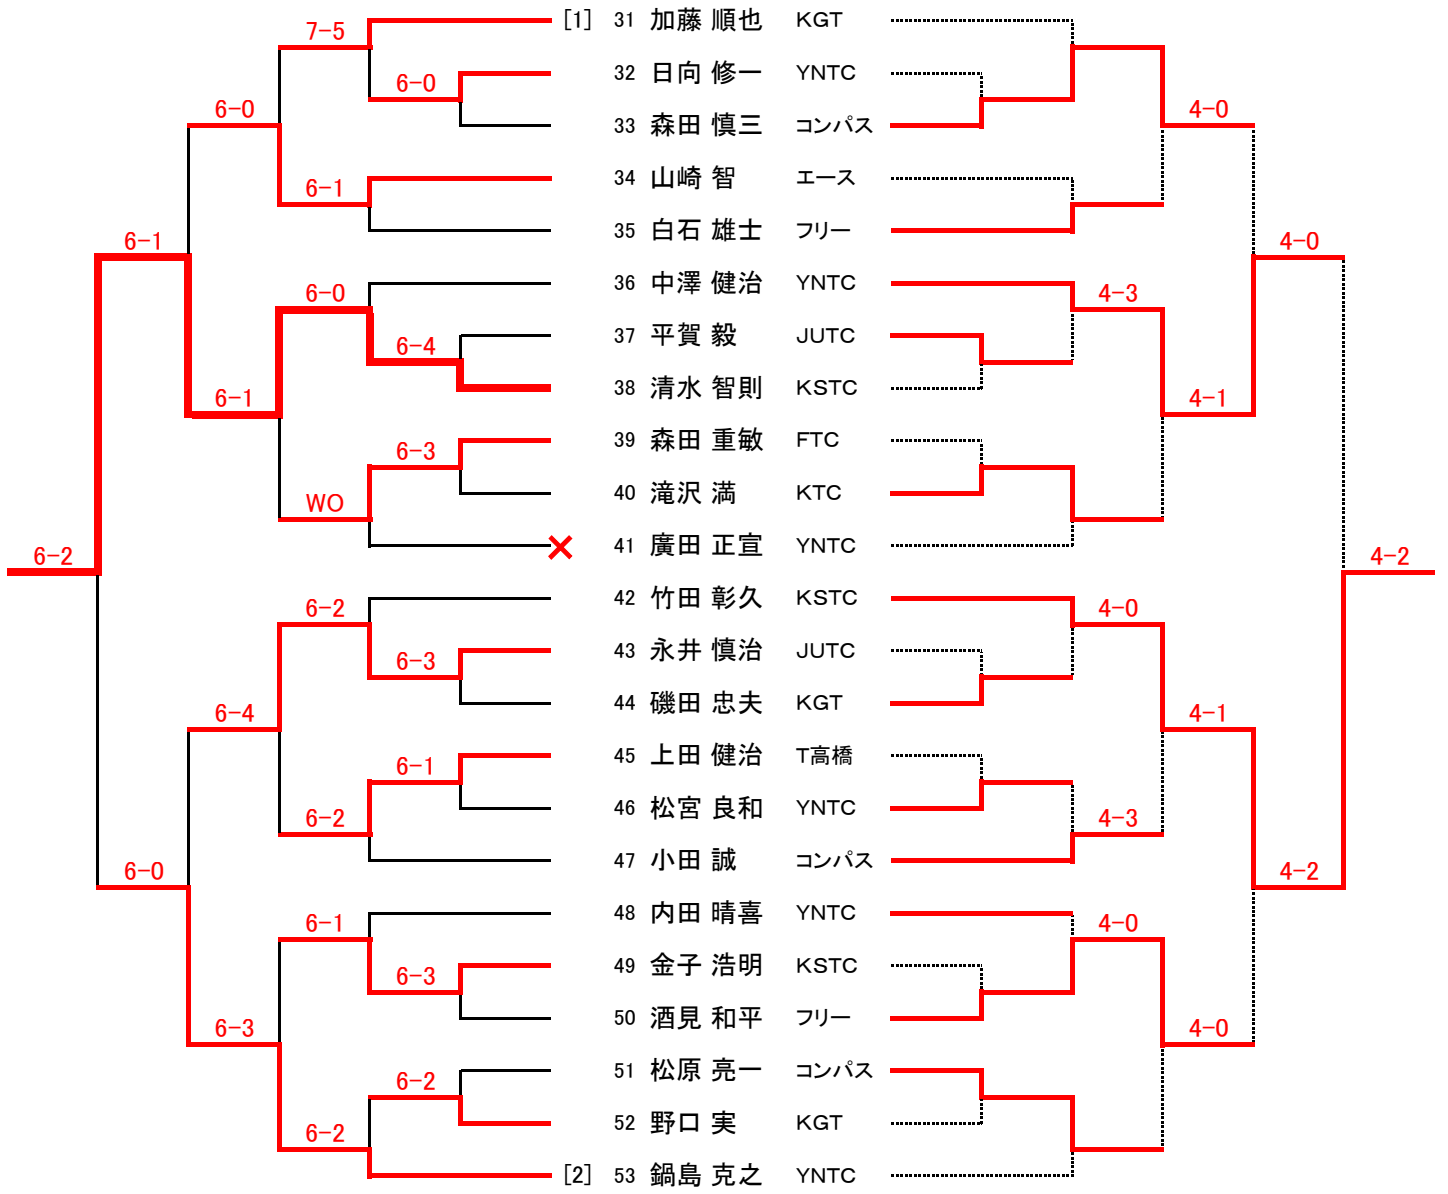 7-5 [1] 31 加藤 順也 KGT
6-0 32 日向 修一 YNTC
6-0 33 森田 慎三 コンパス 4-0
6-1 34 山崎 智 エース
35 白石 雄士 フリー
6-1 4-0
6-0 36 中澤 健治 YNTC 4-3
6-4 37 平賀 毅 JUTC
6-1 38 清水 智則 KSTC 4-1
6-3 39 森田 重敏 FTC
WO 40 滝沢 満 KTC
6-2 × 41 廣田 正宣 YNTC 4-2
6-2 42 竹田 彰久 KSTC 4-0
6-3 43 永井 慎治 JUTC
6-4 44 磯田 忠夫 KGT 4-1
6-1 45 上田 健治 T高橋
6-2 46 松宮 良和 YNTC 4-3
6-0 47 小田 誠 コンパス 4-2
6-1 48 内田 晴喜 YNTC 4-0
6-3 49 金子 浩明 KSTC
6-3 50 酒見 和平 フリー 4-0
6-2 51 松原 亮一 コンパス
6-2 52 野口 実 KGT
[2] 53 鍋島 克之 YNTC